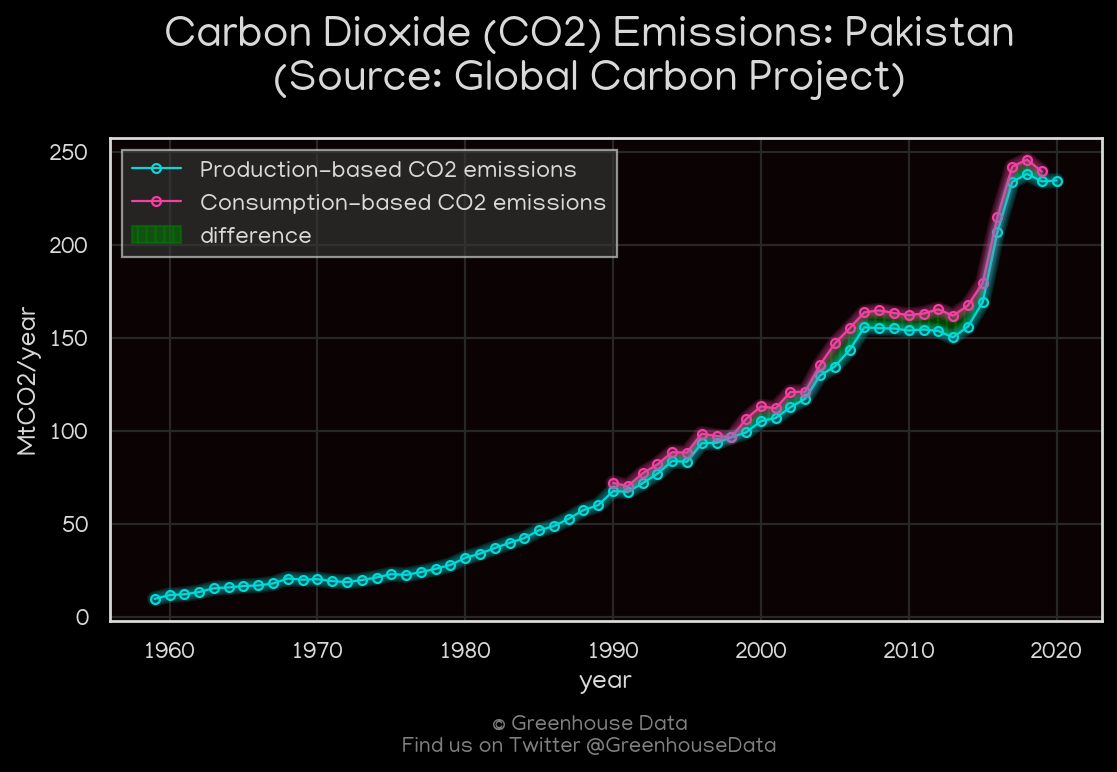 Carbon Dioxide (CO2) Emissions: Pakistan
(Source: Global Carbon Project)
250
200
150
100
50
0
MtCO2/year
Production-based CO2 emissions
Consumption-based CO2 emissions
difference
1960
1970
1980
1990
2000
2010
2020
year
© Greenhouse Data
Find us on Twitter @GreenhouseData